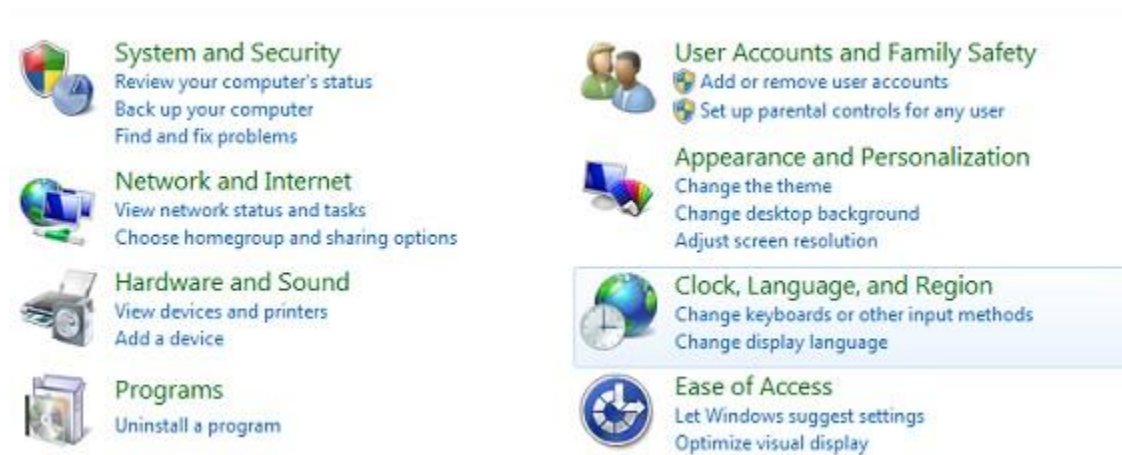 System and Security
Review your computer's status
Back up your computer
Find and fix problems
Network and Internet
View network status and tasks
Choose homegroup and sharing options
Hardware and Sound
View devices and printers
Add a device
Programs
Uninstall a program
User Accounts and Family Safety
Add or remove user accounts
Set up parental controls for any user
Appearance and Personalization
Change the theme
Change desktop background
Adjust screen resolution
Clock, Language, and Region
Change keyboards or other input methods
Change display language
Ease of Access
Let Windows suggest settings
Optimize visual display